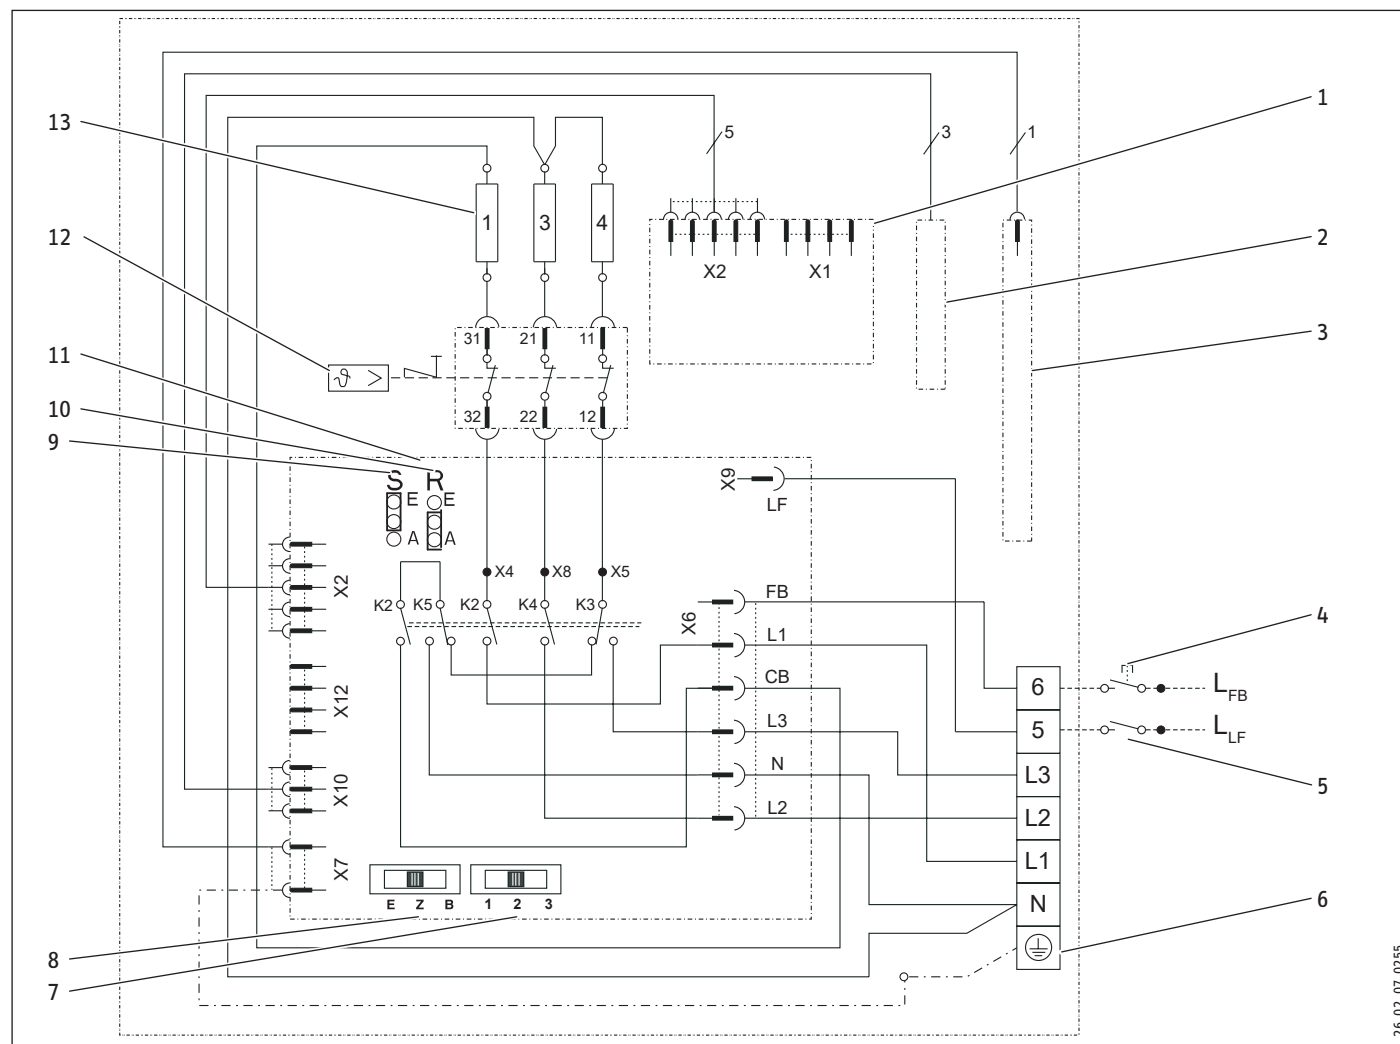 13
12
11
10
9
8
7
1
2
3
4
5
6
5
3
1
1
3
4
X2
X1
31
21
11
ϑ >
32
22
12
S
R
E
E
A
A
X9
LF
X4
X8
X5
K2
K5
K2
K4
K3
X2
X12
X10
X7
X6
FB
L1
CB
L3
N
L2
6
5
L3
L2
L1
N
LFB
LLF
E Z B
1 2 3
26_02_07_0255